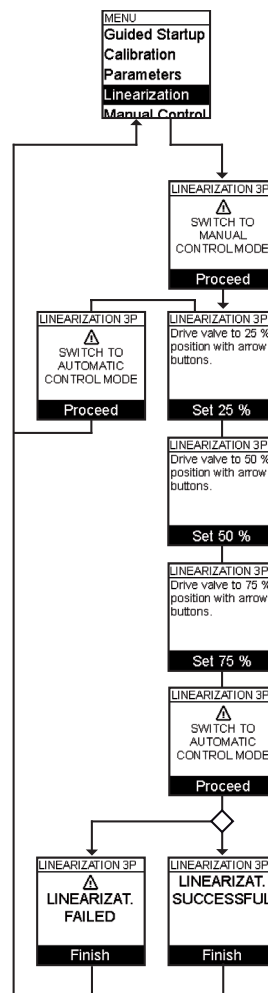 MENU
Guided Startup
Calibration
Parameters
Linearization
Manual Control
LINEARIZATION 3P
SWITCH TO
MANUAL
CONTROL MODE
Proceed
LINEARIZATION 3P
SWITCH TO
AUTOMATIC
CONTROL MODE
Proceed
LINEARIZATION 3P
Drive valve to 25 %
position with arrow
buttons.
Set 25 %
LINEARIZATION 3P
Drive valve to 50 %
position with arrow
buttons.
Set 50 %
LINEARIZATION 3P
Drive valve to 75 %
position with arrow
buttons.
Set 75 %
LINEARIZATION 3P
SWITCH TO
AUTOMATIC
CONTROL MODE
Proceed
LINEARIZATION 3P
LINEARIZAT.
FAILED
Finish
LINEARIZATION 3P
LINEARIZAT.
SUCCESSFUL
Finish